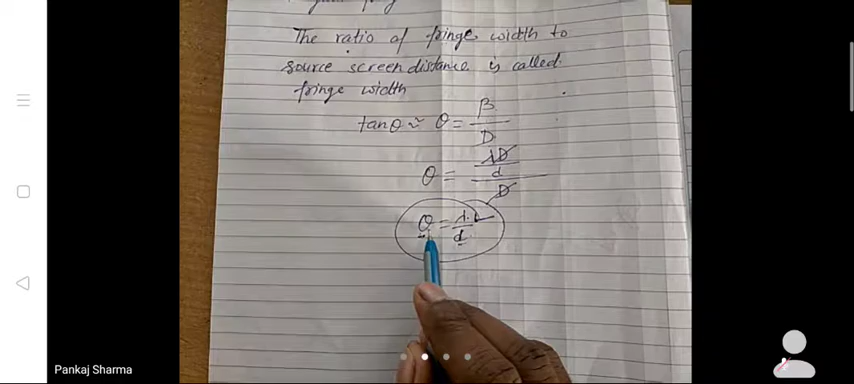 The ratio of fringe width to
source screen distance is called
fringe width
tanθ ≈ θ = β / D
θ = λD / d / D
θ = λ / d
Pankaj Sharma